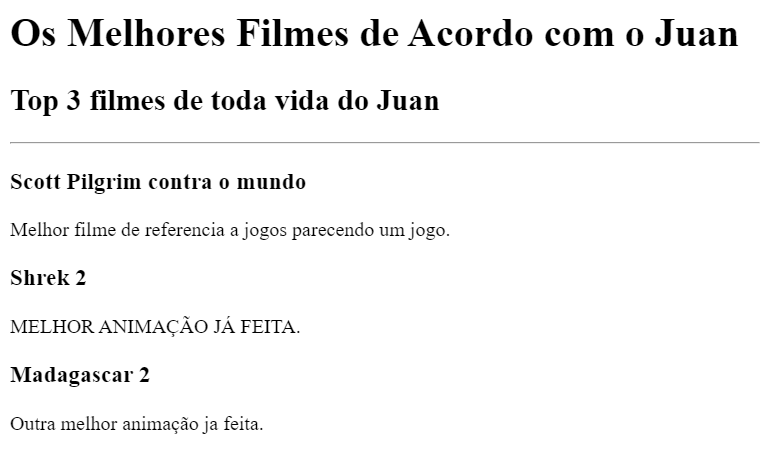 Os Melhores Filmes de Acordo com o Juan
Top 3 filmes de toda vida do Juan
Scott Pilgrim contra o mundo
Melhor filme de referencia a jogos parecendo um jogo.
Shrek 2
MELHOR ANIMAÇÃO JÁ FEITA.
Madagascar 2
Outra melhor animação ja feita.